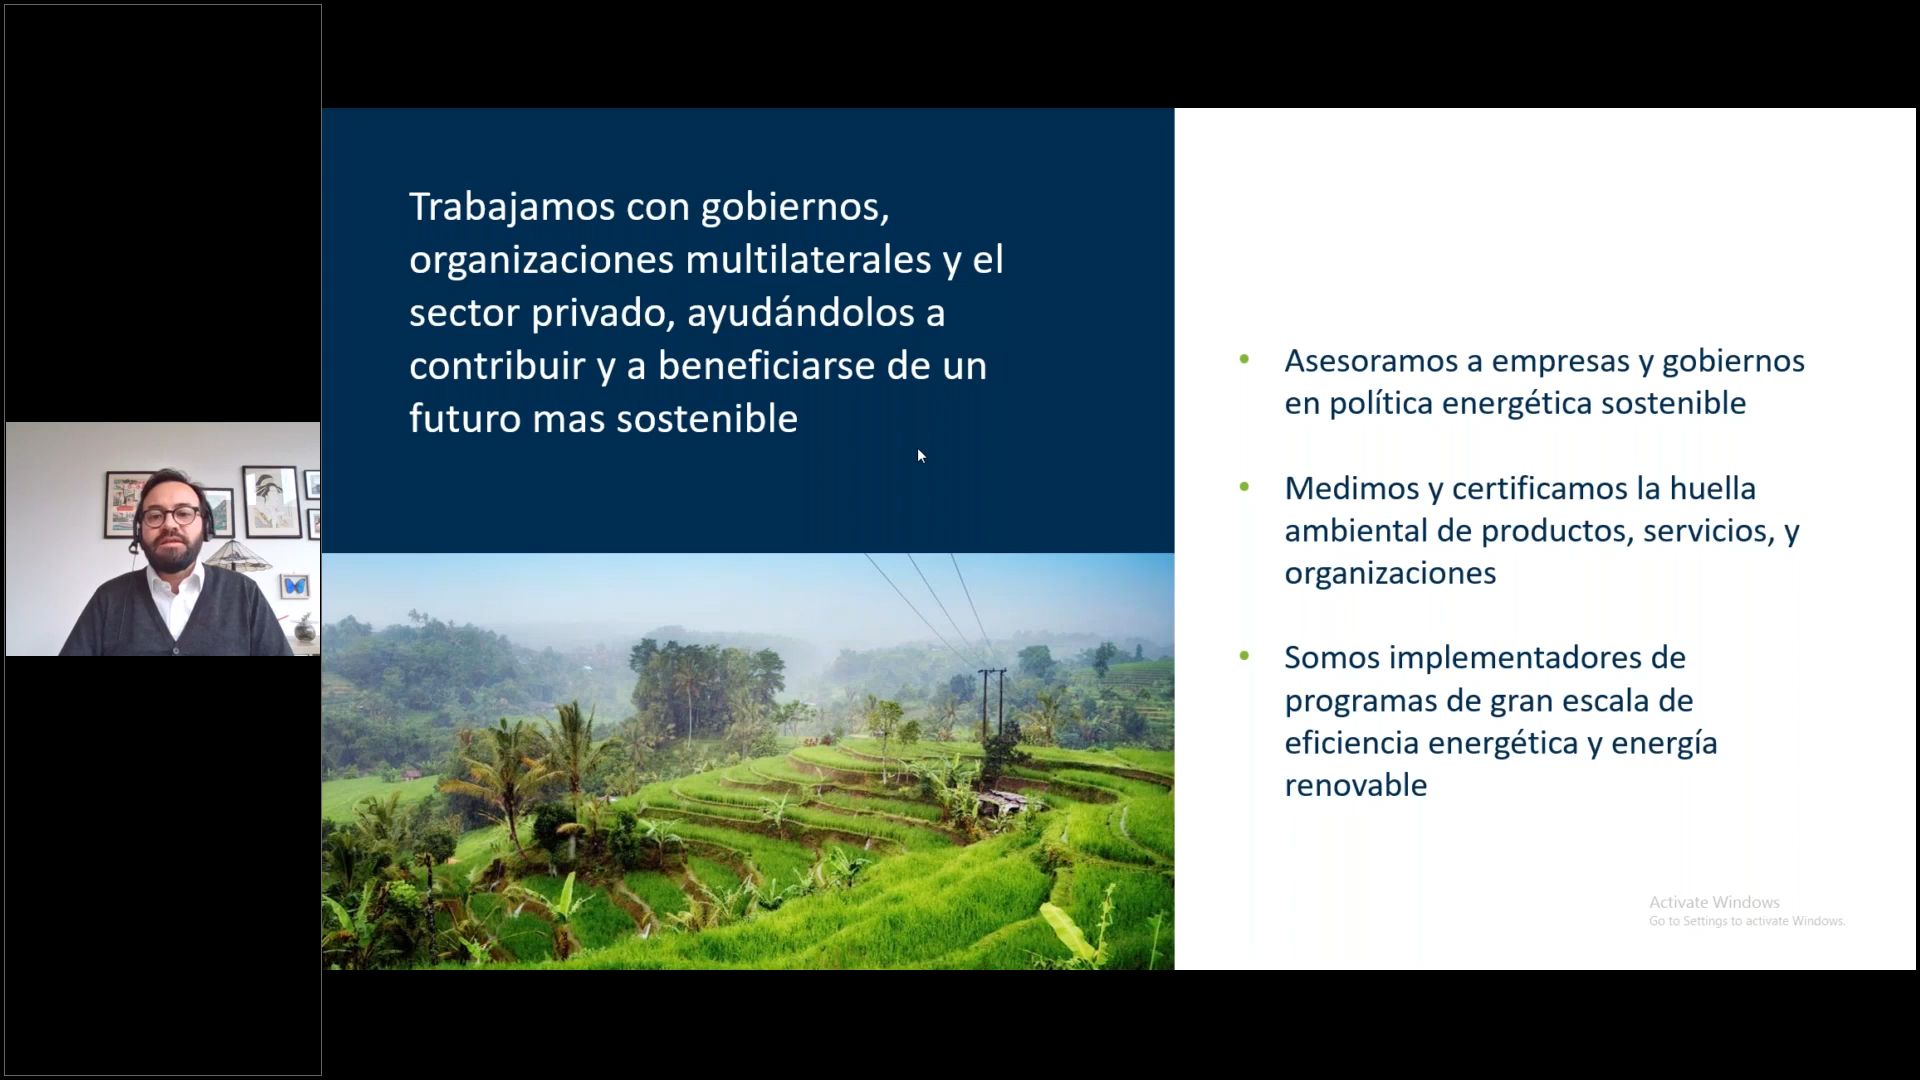 Trabajamos con gobiernos,
organizaciones multilaterales y el
sector privado, ayudándolos a
contribuir y a beneficiarse de un
futuro mas sostenible
• Asesoramos a empresas y gobiernos
en política energética sostenible
• Medimos y certificamos la huella
ambiental de productos, servicios, y
organizaciones
• Somos implementadores de
programas de gran escala de
eficiencia energética y energía
renovable
Activate Windows
Go to Settings to activate Windows.